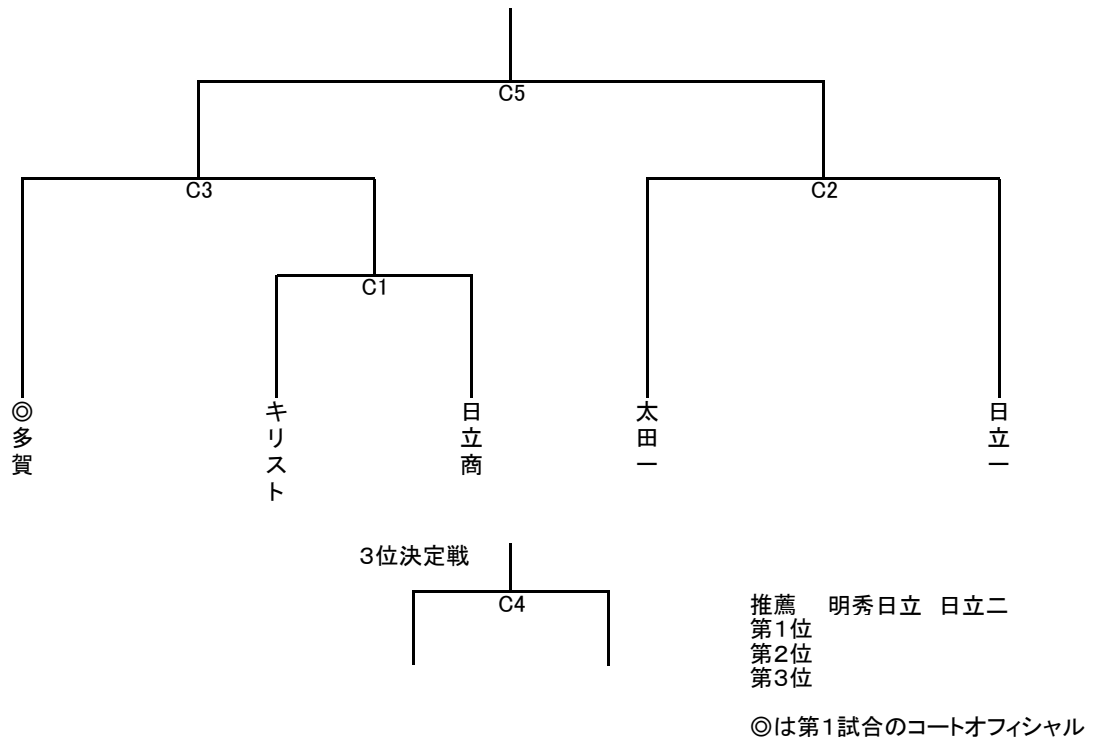 C5
C3
C2
C1
◎多賀
キリスト
日立商
太田一
日立一
３位決定戦
C4
推薦　明秀日立　日立二
第１位
第２位
第３位
◎は第１試合のコートオフィシャル